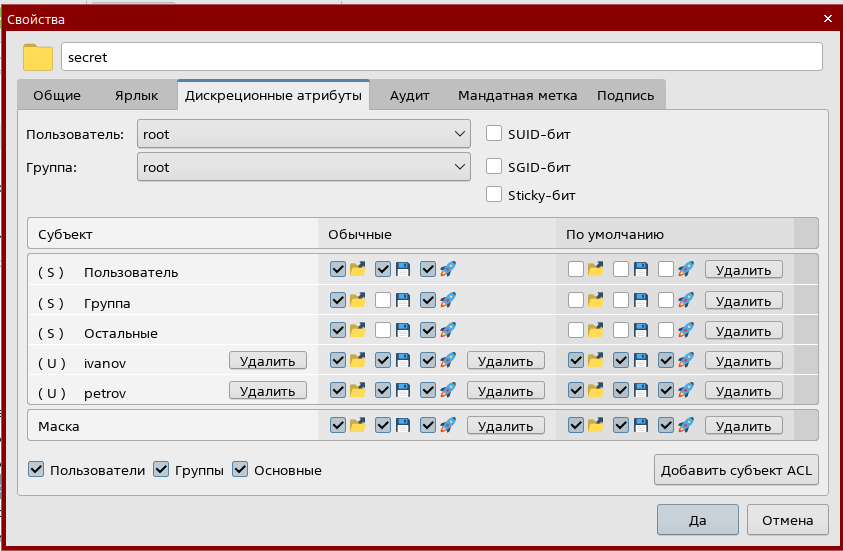 Свойства ×
secret
Общие Ярлык Дискреционные атрибуты Аудит Мандатная метка Подпись
Пользователь: root SUID-бит
Группа: root SGID-бит
Sticky-бит
Субъект Обычные По умолчанию
( S ) Пользователь Удалить
( S ) Группа Удалить
( S ) Остальные Удалить
( U ) ivanov Удалить Удалить Удалить
( U ) petrov Удалить Удалить Удалить
Маска Удалить Удалить
Пользователи Группы Основные Добавить субъект ACL
Да Отмена